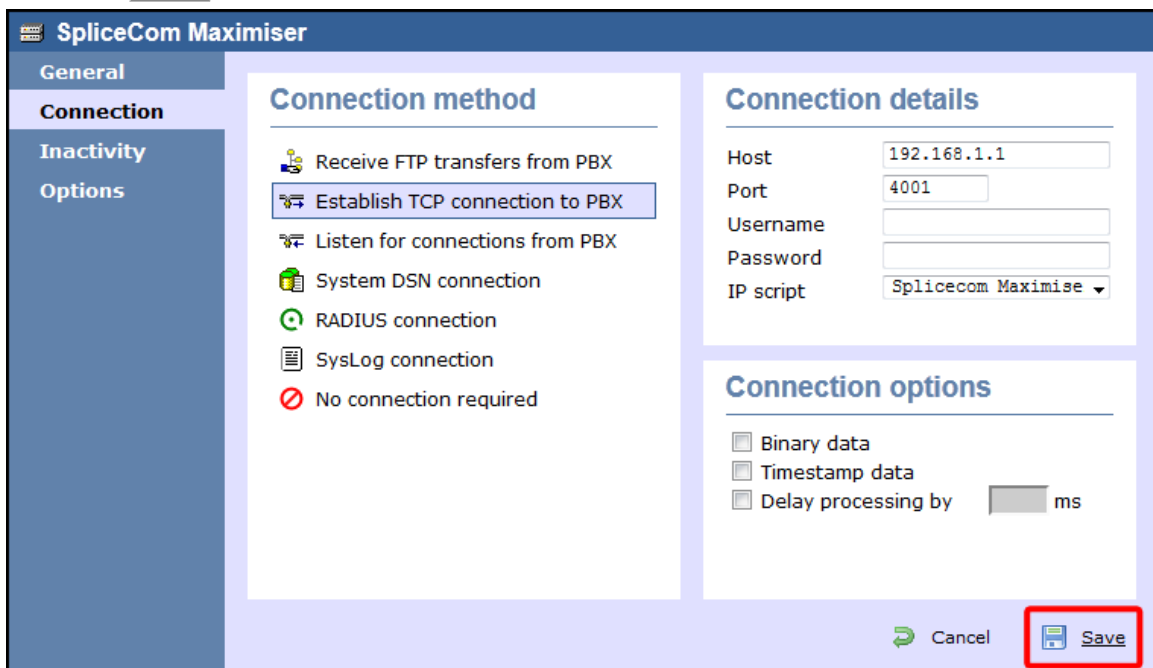 SpliceCom Maximiser
General
Connection
Inactivity
Options
Connection method
Receive FTP transfers from PBX
Establish TCP connection to PBX
Listen for connections from PBX
System DSN connection
RADIUS connection
SysLog connection
No connection required
Connection details
Host 192.168.1.1
Port 4001
Username
Password
IP script Splicecom Maximise
Connection options
Binary data
Timestamp data
Delay processing by ms
Cancel Save